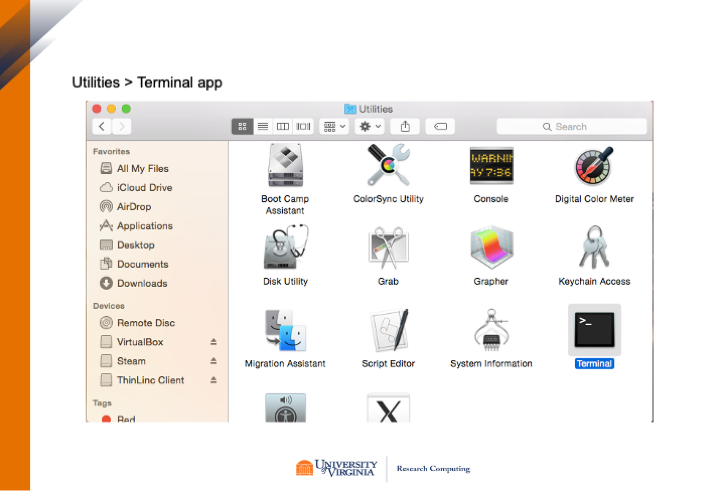 Utilities > Terminal app
Utilities
Search
Favorites
All My Files
iCloud Drive
AirDrop
Applications
Desktop
Documents
Downloads
Devices
Remote Disc
VirtualBox
Steam
ThinLinc Client
Tags
Red
WARNIN
AY 7:36
Boot Camp
Assistant
ColorSync Utility
Console
Digital Color Meter
Disk Utility
Grab
Grapher
Keychain Access
>_
Migration Assistant
Script Editor
System Information
Terminal
X
UNIVERSITY
of VIRGINIA
Research Computing